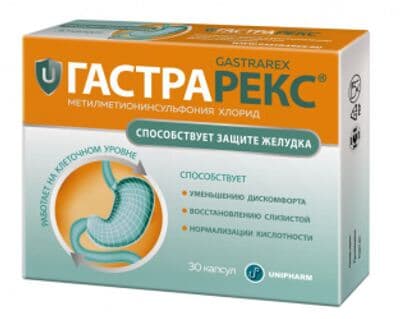 GASTRAREX
U ГАСТРАРЕКС®
МЕТИЛМЕТИОНИНСУЛЬФОНИЯ ХЛОРИД
СПОСОБСТВУЕТ ЗАЩИТЕ ЖЕЛУДКА
РАБОТАЕТ НА КЛЕТОЧНОМ УРОВНЕ
СПОСОБСТВУЕТ
• УМЕНЬШЕНИЮ ДИСКОМФОРТА
• ВОССТАНОВЛЕНИЮ СЛИЗИСТОЙ
• НОРМАЛИЗАЦИИ КИСЛОТНОСТИ
30 капсул
UNIPHARM